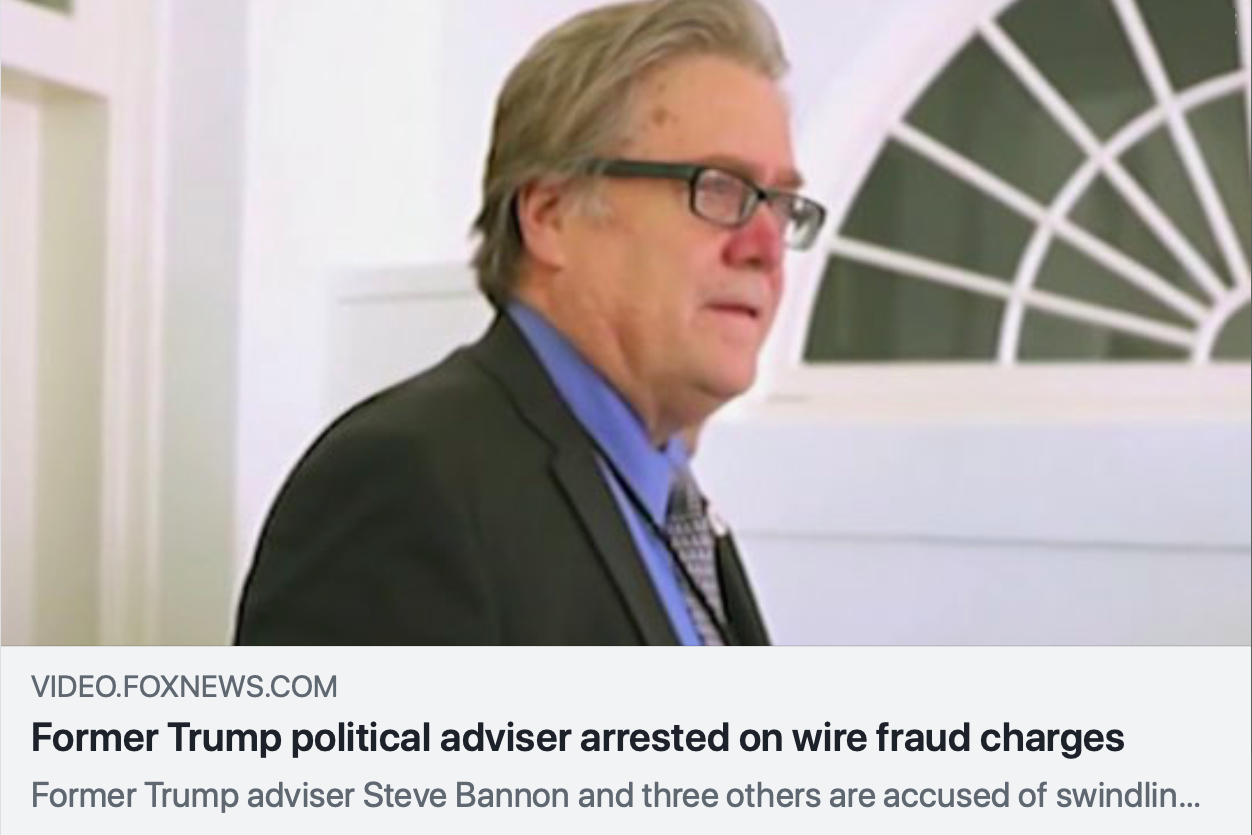 VIDEO.FOXNEWS.COM
Former Trump political adviser arrested on wire fraud charges
Former Trump adviser Steve Bannon and three others are accused of swindlin...